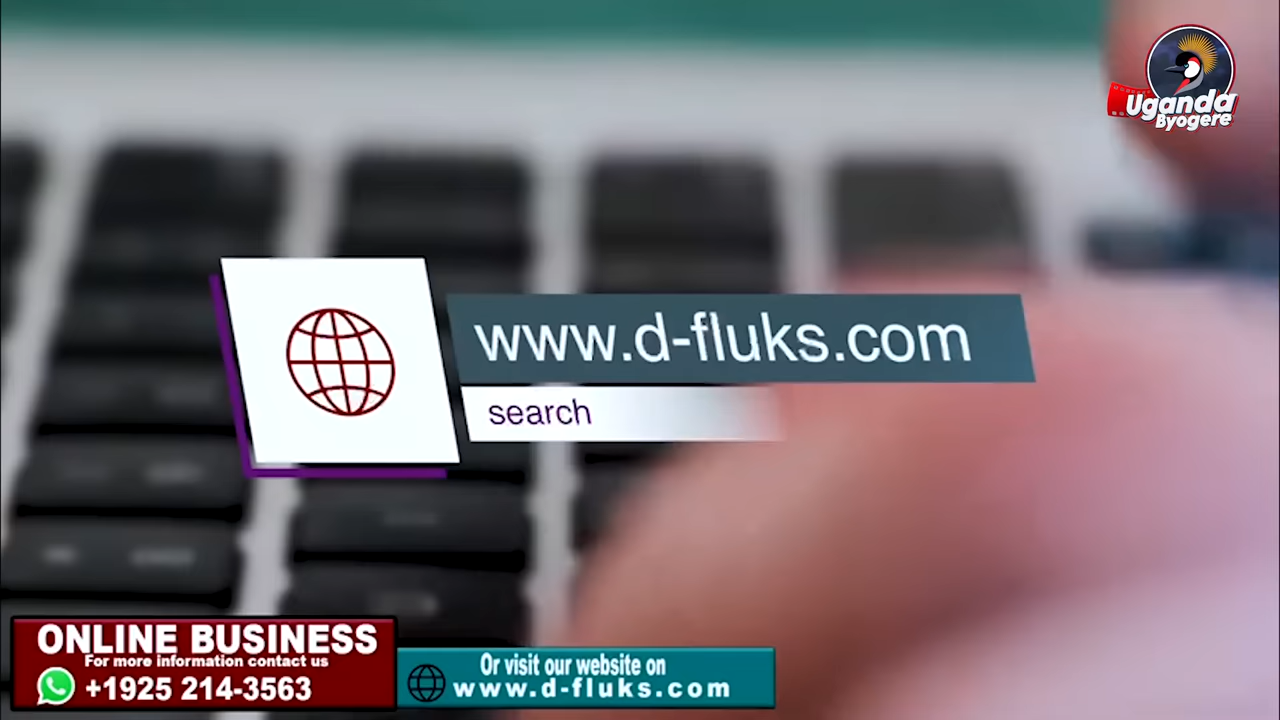 Uganda
Byogere
www.d-fluks.com
search
ONLINE BUSINESS
For more information contact us
+1925 214-3563
Or visit our website on
www.d-fluks.com